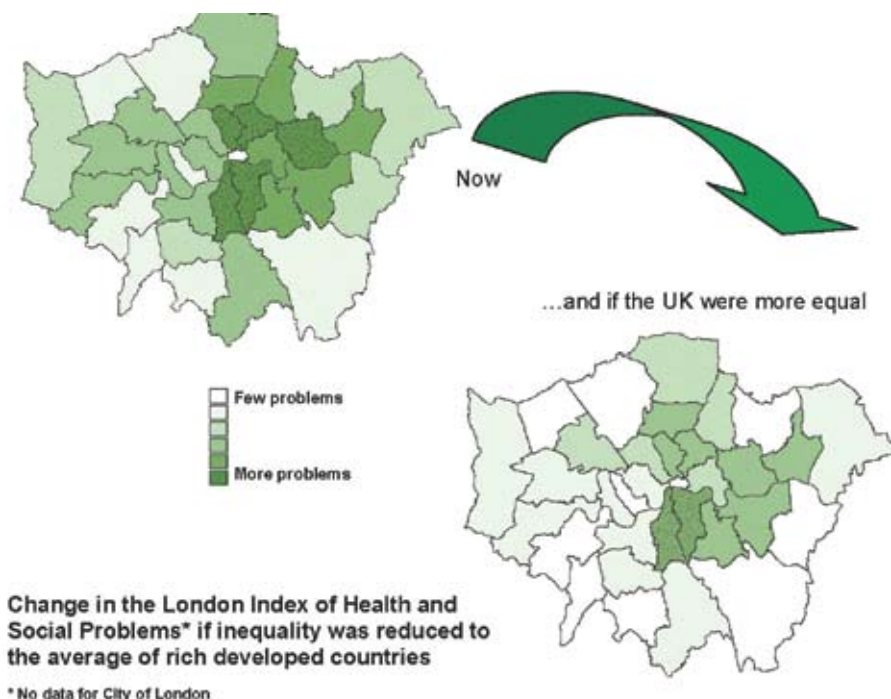 Now
...and if the UK were more equal
Few problems
More problems
Change in the London Index of Health and
Social Problems* if inequality was reduced to
the average of rich developed countries
* No data for City of London